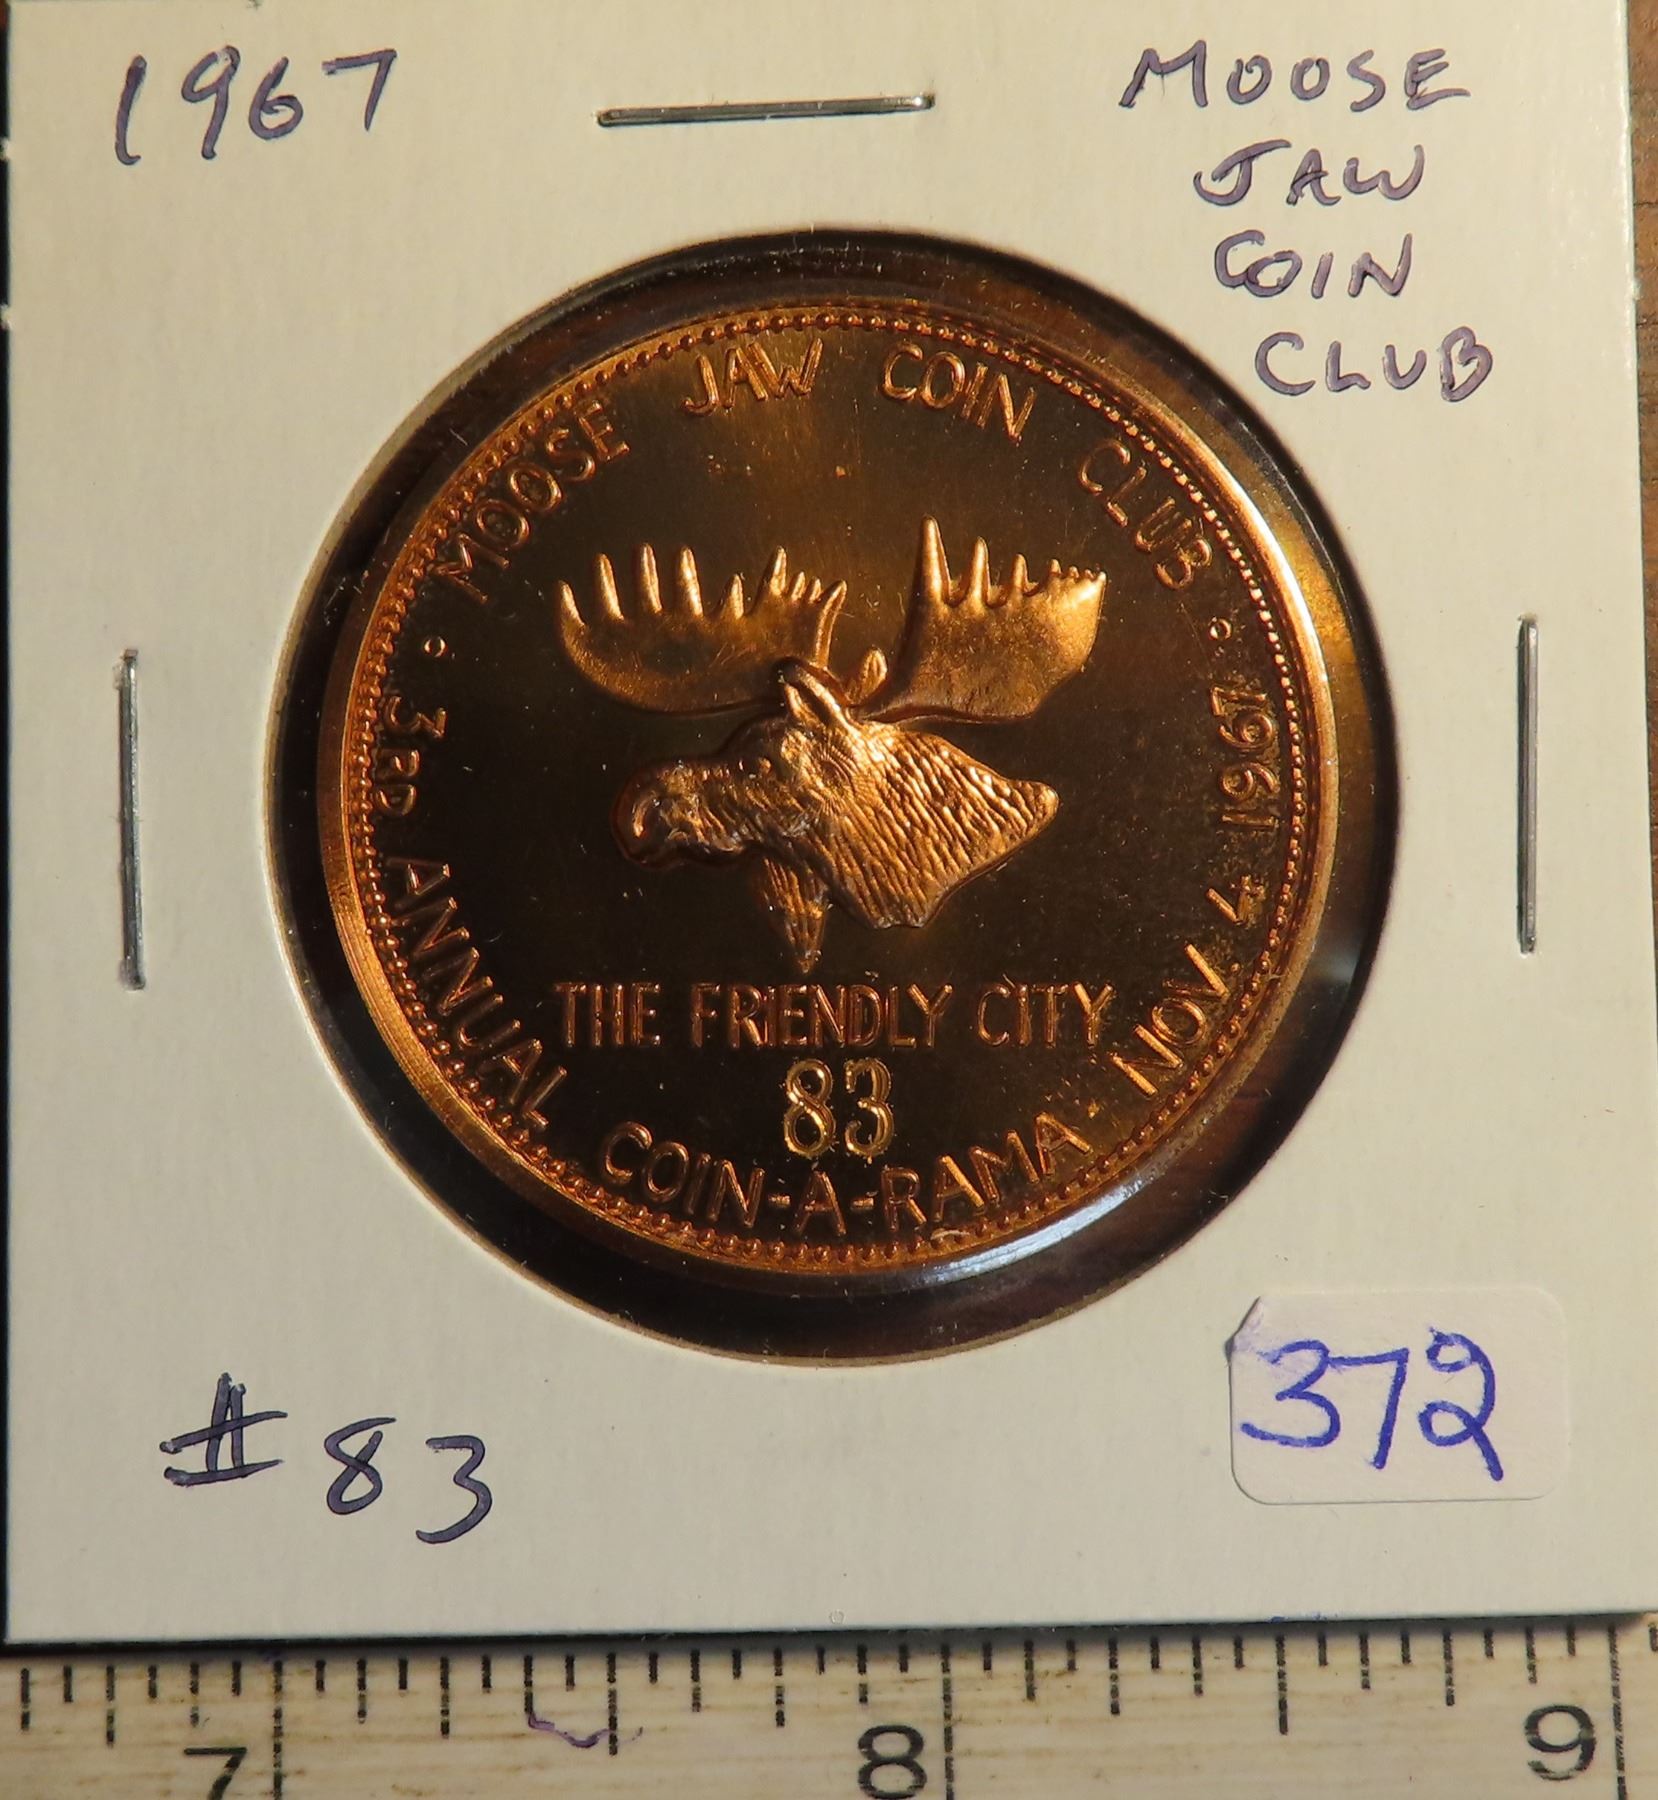 1967
MOOSE
JAW
COIN
CLUB
MOOSE JAW COIN CLUB
3RD ANNUAL COIN-A-RAMA NOV. 4 1967
THE FRIENDLY CITY
83
# 83
372
7 8 9